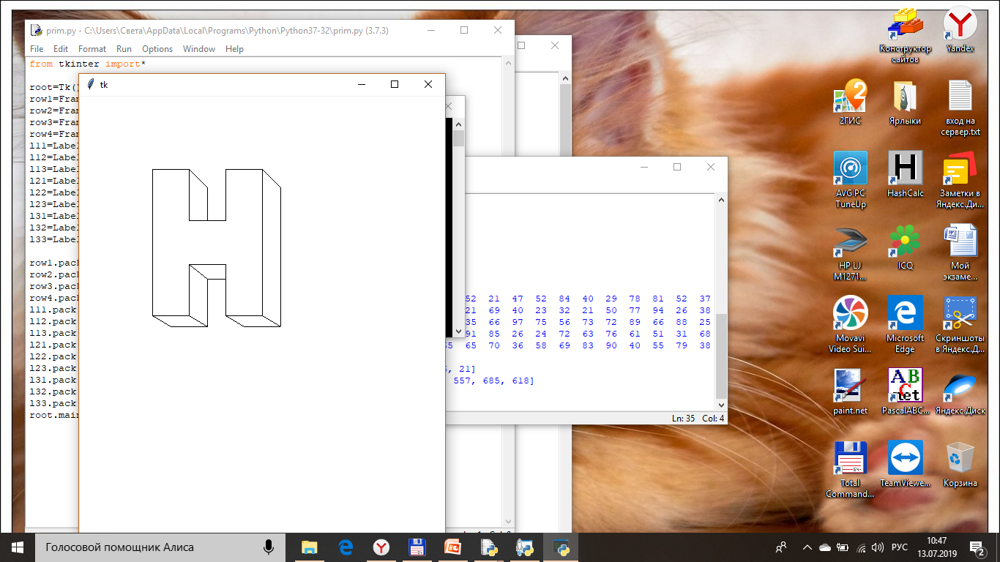 prim.py - C:\Users\Света\AppData\Local\Programs\Python\Python37-32\prim.py (3.7.3)
File Edit Format Run Options Window Help
from tkinter import*
root=Tk()
row1=Fran
row2=Fran
row3=Fran
row4=Fran
l11=Label
l12=Label
l13=Label
l21=Label
l22=Label
l23=Label
l31=Label
l32=Label
l33=Label
row1.pack
row2.pack
row3.pack
row4.pack
l11.pack
l12.pack
l13.pack
l21.pack
l22.pack
l23.pack
l31.pack
l32.pack
l33.pack
root.main
tk
H
52 21 47 52 84 40 29 78 81 52 37
21 69 40 23 32 21 50 77 94 26 38
35 66 97 75 56 73 72 89 66 88 25
91 85 26 24 72 63 76 61 51 31 68
65 70 36 58 69 83 90 40 55 79 38
, 21]
557, 685, 618]
Ln: 35 Col: 4
Конструктор сайтов
Yandex
2ГИС
Ярлыки
вход на сервер.txt
AVG PC TuneUp
HashCalc
Заметки в Яндекс.Ди...
HP LJ M1271...
ICQ
Мой экзаме...
Movavi Video Sui...
Microsoft Edge
Скриншоты в Яндекс.Д...
paint.net
PascalABC...
Яндекс.Диск
Total Command...
TeamViewe...
Корзина
Голосовой помощник Алиса
РУС
10:47
13.07.2019
2